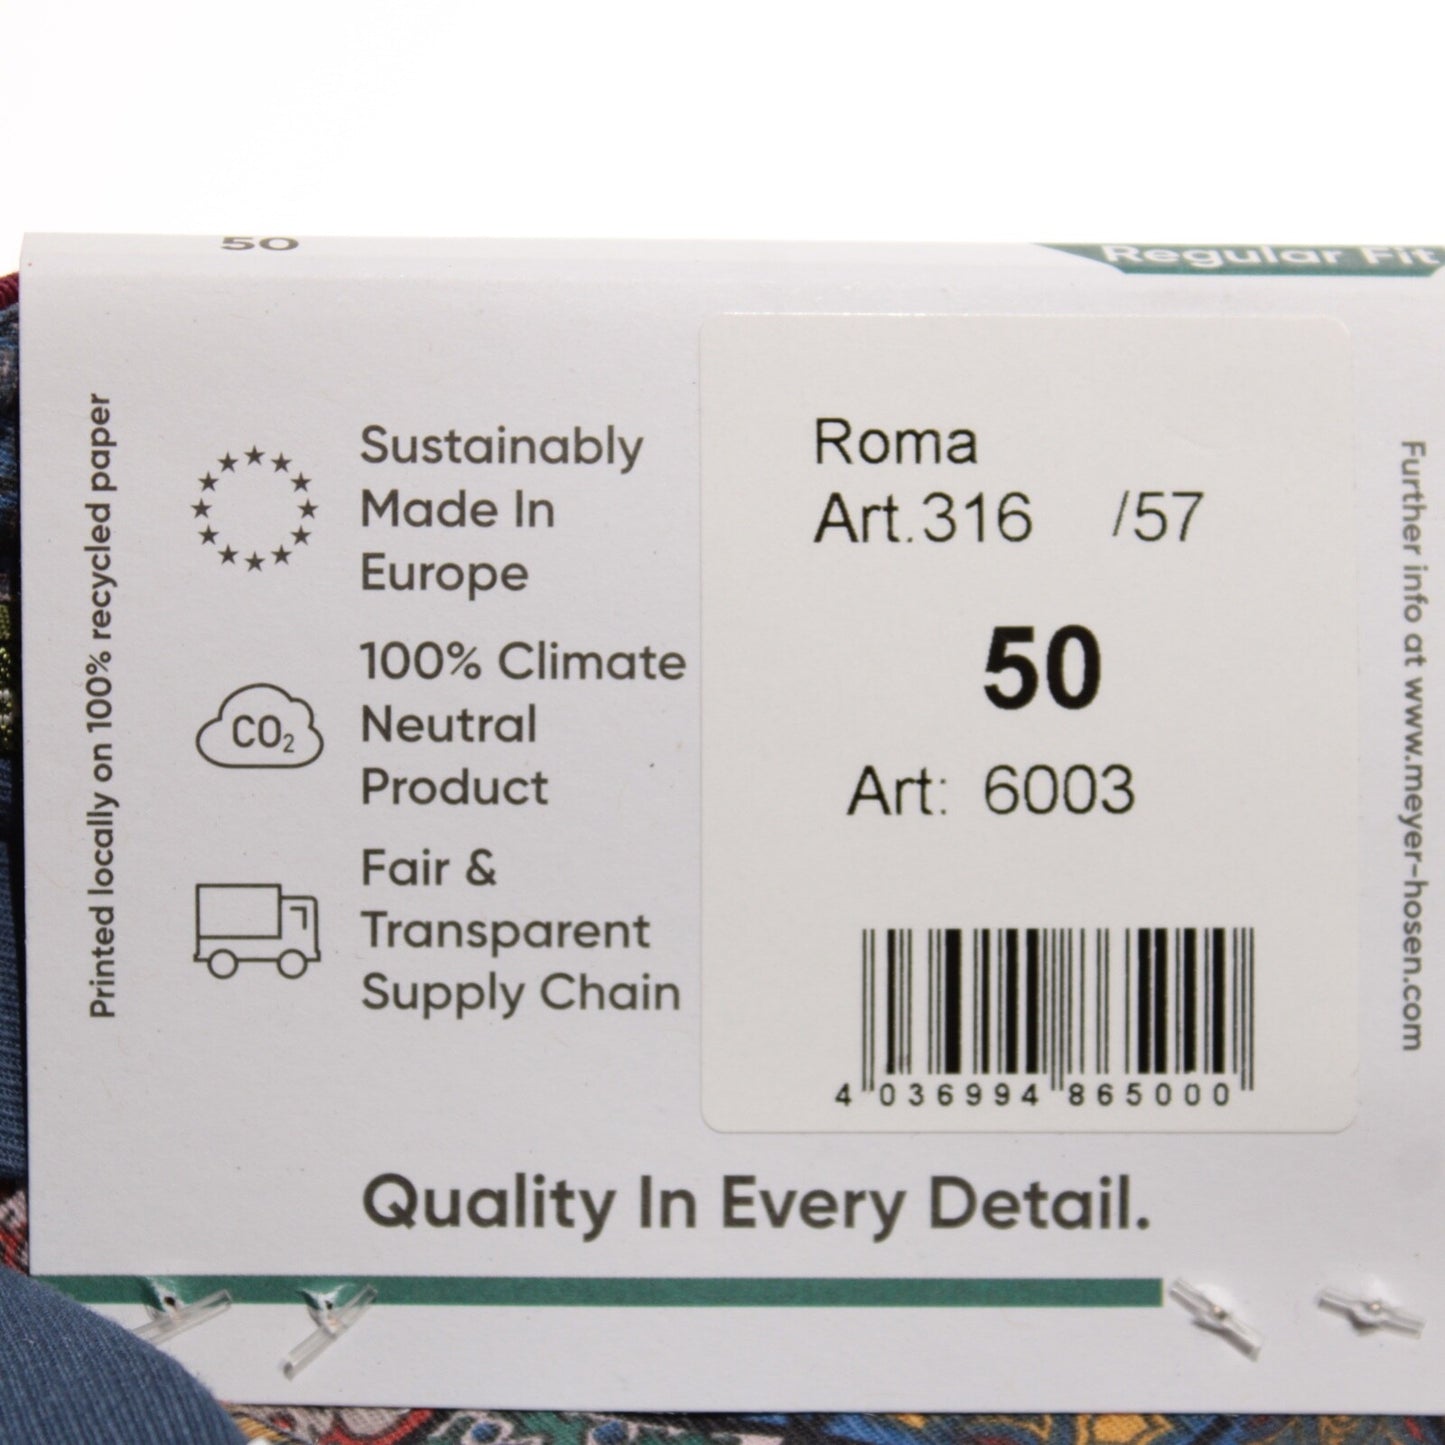 50
Regular Fit
Printed locally on 100% recycled paper
Sustainably
Made In
Europe
CO₂
100% Climate
Neutral
Product
Fair &
Transparent
Supply Chain
Roma
Art.316 /57
50
Art: 6003
4 036994 865000
Further info at www.meyer-hosen.com
Quality In Every Detail.